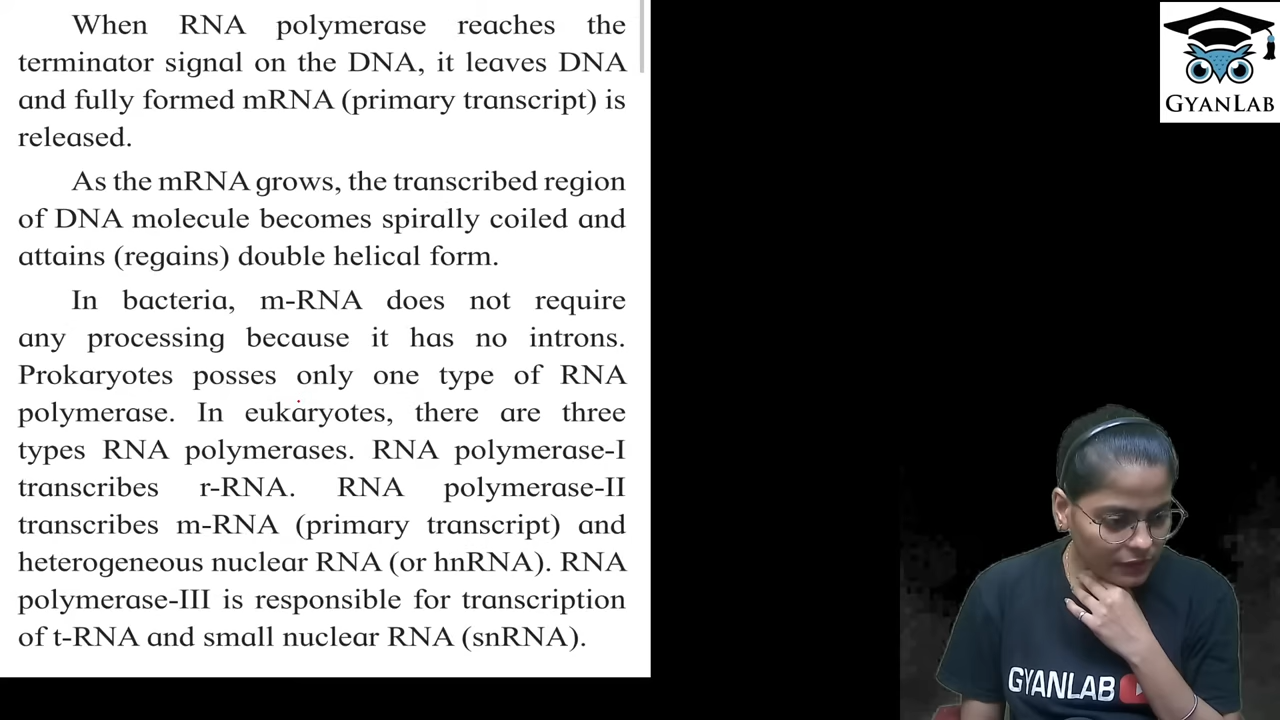 When RNA polymerase reaches the
terminator signal on the DNA, it leaves DNA
and fully formed mRNA (primary transcript) is
released.
As the mRNA grows, the transcribed region
of DNA molecule becomes spirally coiled and
attains (regains) double helical form.
In bacteria, m-RNA does not require
any processing because it has no introns.
Prokaryotes posses only one type of RNA
polymerase. In eukaryotes, there are three
types RNA polymerases. RNA polymerase-I
transcribes r-RNA. RNA polymerase-II
transcribes m-RNA (primary transcript) and
heterogeneous nuclear RNA (or hnRNA). RNA
polymerase-III is responsible for transcription
of t-RNA and small nuclear RNA (snRNA).
GYANLAB
GYANLAB